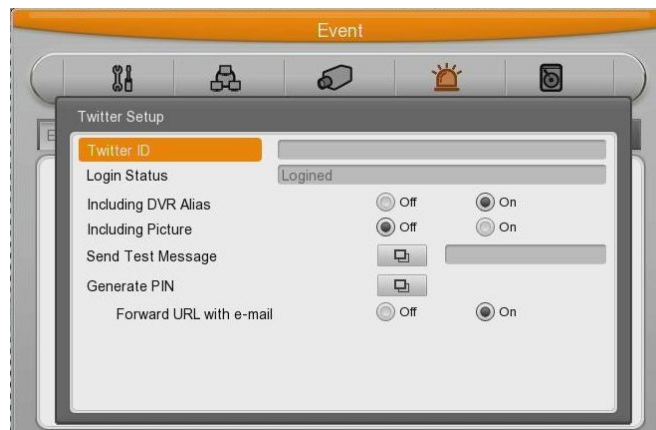 Event
Twitter Setup
Twitter ID
Login Status Logined
Including DVR Alias Off On
Including Picture Off On
Send Test Message
Generate PIN
Forward URL with e-mail Off On